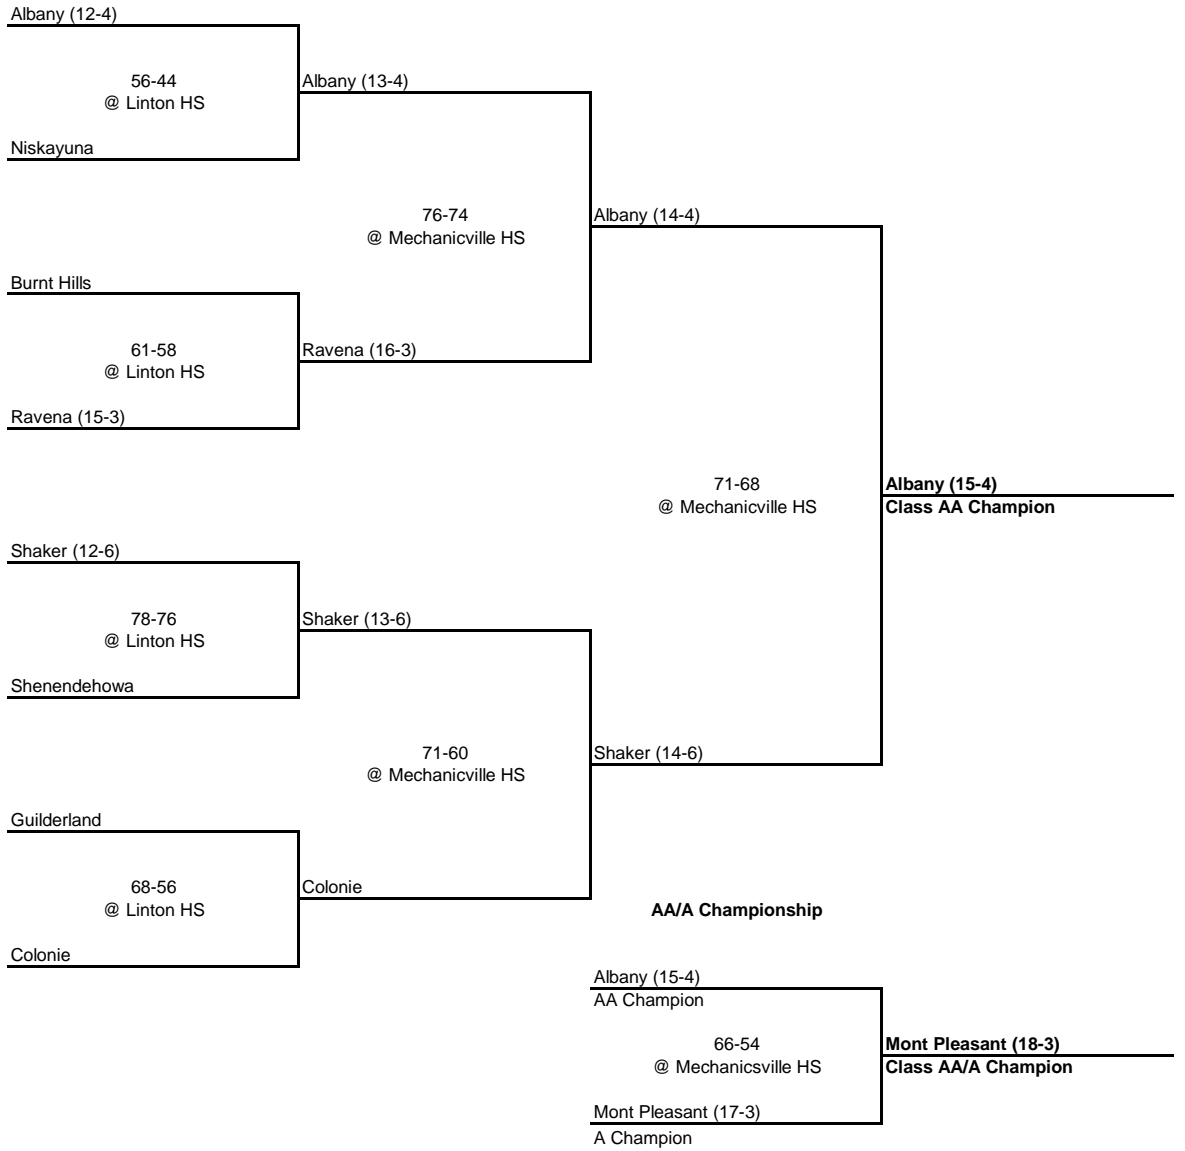 Albany (12-4)
56-44
@ Linton HS
Albany (13-4)
Niskayuna
76-74
@ Mechanicville HS
Albany (14-4)
Burnt Hills
61-58
@ Linton HS
Ravena (16-3)
Ravena (15-3)
71-68
@ Mechanicville HS
Albany (15-4)
Class AA Champion
Shaker (12-6)
78-76
@ Linton HS
Shaker (13-6)
Shenendehowa
71-60
@ Mechanicville HS
Shaker (14-6)
Guilderland
68-56
@ Linton HS
Colonie
Colonie
AA/A Championship
Albany (15-4)
AA Champion
66-54
@ Mechanicsville HS
Mont Pleasant (18-3)
Class AA/A Champion
Mont Pleasant (17-3)
A Champion